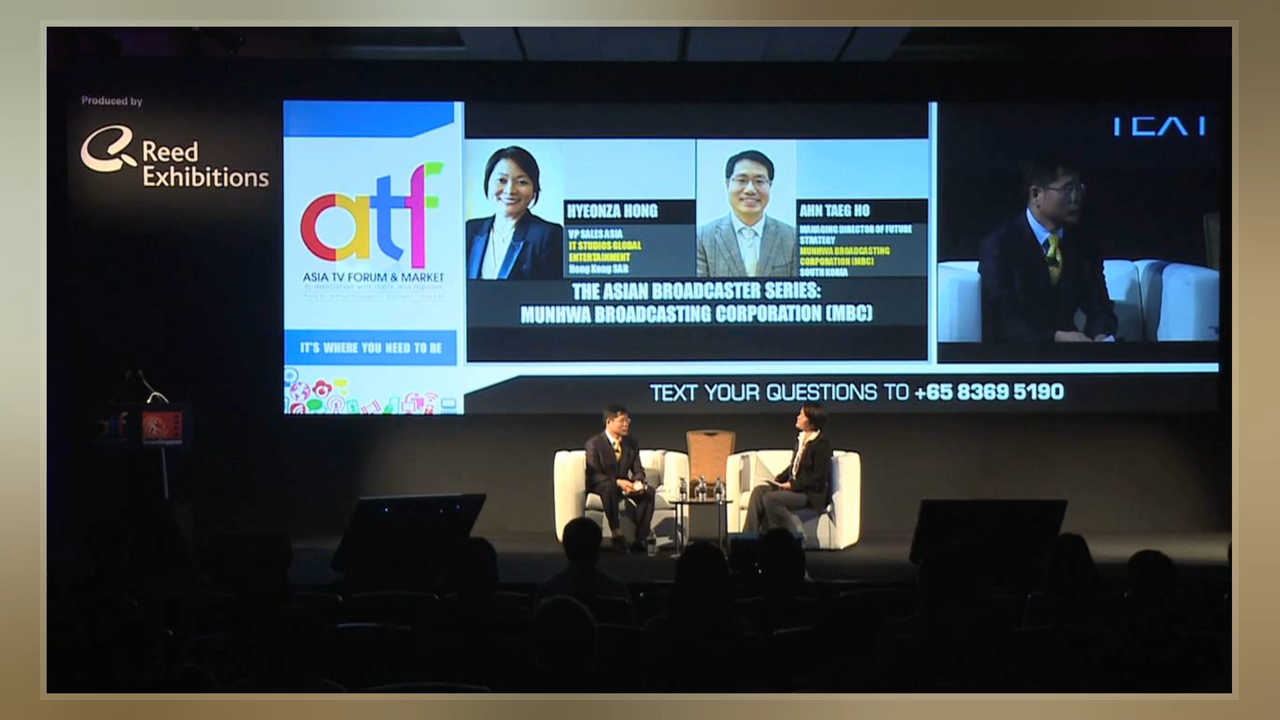 Produced by
Reed
Exhibitions
atf
ASIA TV FORUM & MARKET
IT'S WHERE YOU NEED TO BE
HYEONZA HONG
VP SALES ASIA
IT STUDIOS GLOBAL
ENTERTAINMENT
Hong Kong SAR
AHN TAEG HO
MANAGING DIRECTOR OF FUTURE
STRATEGY
MUNHWA BROADCASTING
CORPORATION (MBC)
SOUTH KOREA
THE ASIAN BROADCASTER SERIES:
MUNHWA BROADCASTING CORPORATION (MBC)
TEXT YOUR QUESTIONS TO +65 8369 5190
atf